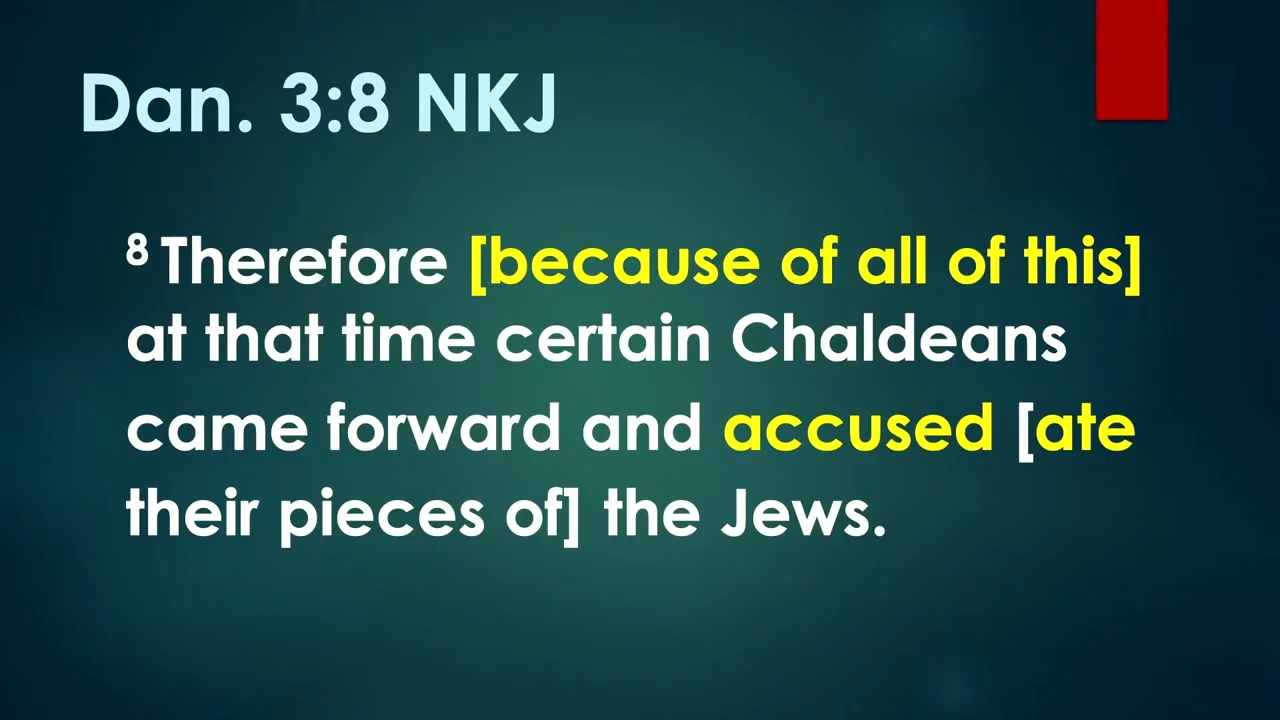 Dan. 3:8 NKJ
8 Therefore [because of all of this]
at that time certain Chaldeans
came forward and accused [ate
their pieces of] the Jews.